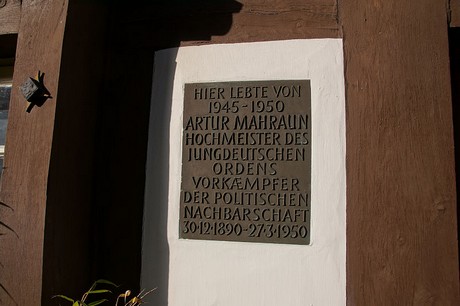 HIER LEBTE VON
1945-1950
ARTUR MAHRAUN
HOCHMEISTER DES
JUNGDEUTSCHEN
ORDENS
VORKÆMPFER
DER POLITISCHEN
NACHBARSCHAFT
30·12·1890-27·3·1950